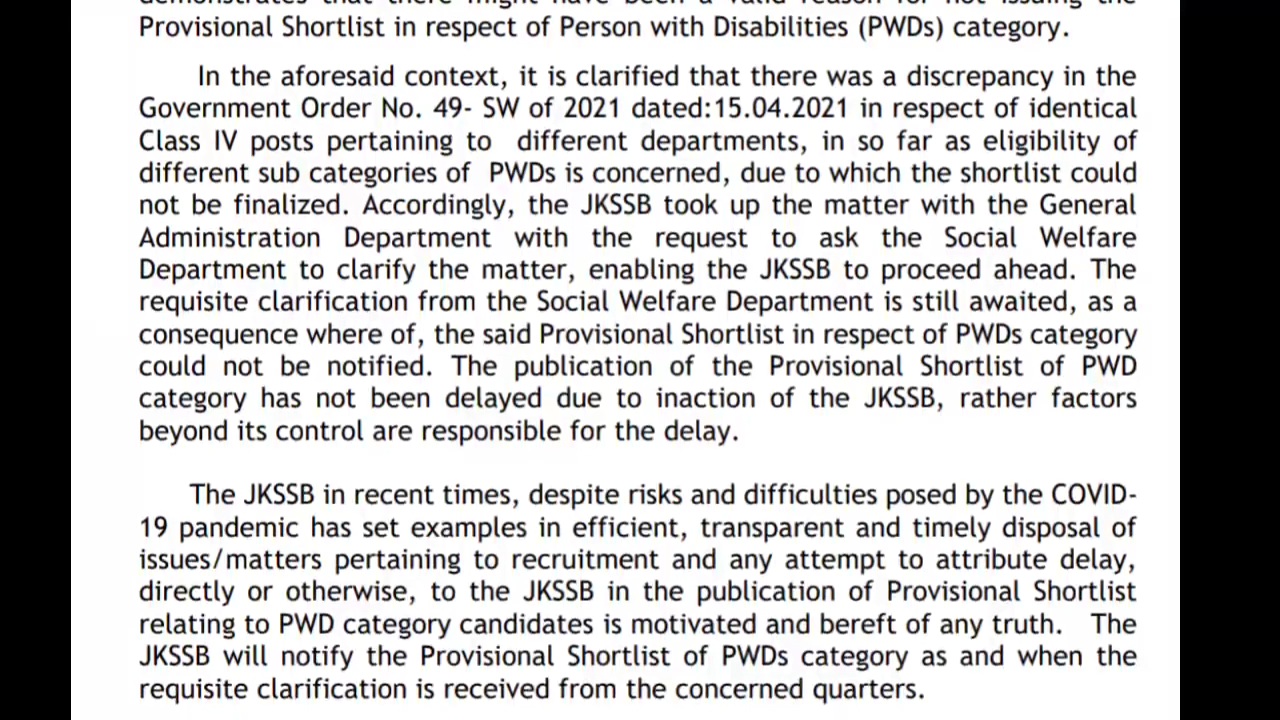 demonstrates that there might have been a valid reason for not issuing the
Provisional Shortlist in respect of Person with Disabilities (PWDs) category.
In the aforesaid context, it is clarified that there was a discrepancy in the
Government Order No. 49- SW of 2021 dated:15.04.2021 in respect of identical
Class IV posts pertaining to different departments, in so far as eligibility of
different sub categories of PWDs is concerned, due to which the shortlist could
not be finalized. Accordingly, the JKSSB took up the matter with the General
Administration Department with the request to ask the Social Welfare
Department to clarify the matter, enabling the JKSSB to proceed ahead. The
requisite clarification from the Social Welfare Department is still awaited, as a
consequence where of, the said Provisional Shortlist in respect of PWDs category
could not be notified. The publication of the Provisional Shortlist of PWD
category has not been delayed due to inaction of the JKSSB, rather factors
beyond its control are responsible for the delay.
The JKSSB in recent times, despite risks and difficulties posed by the COVID-
19 pandemic has set examples in efficient, transparent and timely disposal of
issues/matters pertaining to recruitment and any attempt to attribute delay,
directly or otherwise, to the JKSSB in the publication of Provisional Shortlist
relating to PWD category candidates is motivated and bereft of any truth. The
JKSSB will notify the Provisional Shortlist of PWDs category as and when the
requisite clarification is received from the concerned quarters.